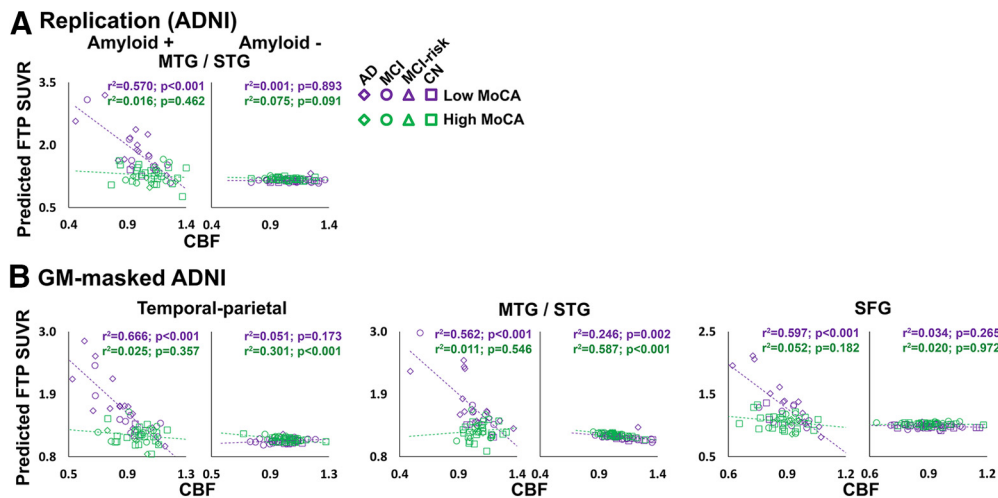 A Replication (ADNI)
Amyloid + Amyloid -
MTG / STG
r²=0.570; p<0.001 r²=0.001; p=0.893
r²=0.016; p=0.462 r²=0.075; p=0.091
Predicted FTP SUVR
3.5
2.0
0.5
0.4 0.9 1.4 0.4 0.9 1.4
CBF
AD MCI MCI-risk CN
Low MoCA
High MoCA
B GM-masked ADNI
Temporal-parietal MTG / STG SFG
r²=0.666; p<0.001 r²=0.051; p=0.173 r²=0.562; p<0.001 r²=0.246; p=0.002 r²=0.597; p<0.001 r²=0.034; p=0.265
r²=0.025; p=0.357 r²=0.301; p<0.001 r²=0.011; p=0.546 r²=0.587; p<0.001 r²=0.052; p=0.182 r²=0.020; p=0.972
Predicted FTP SUVR
3.0 3.0 2.5
1.9 1.9 1.5
0.8 0.8 0.5
0.5 1.0 1.5 0.5 1.0 1.5 0.4 0.9 1.4 0.4 0.9 1.4 0.6 0.9 1.2 0.6 0.9 1.2
CBF CBF CBF